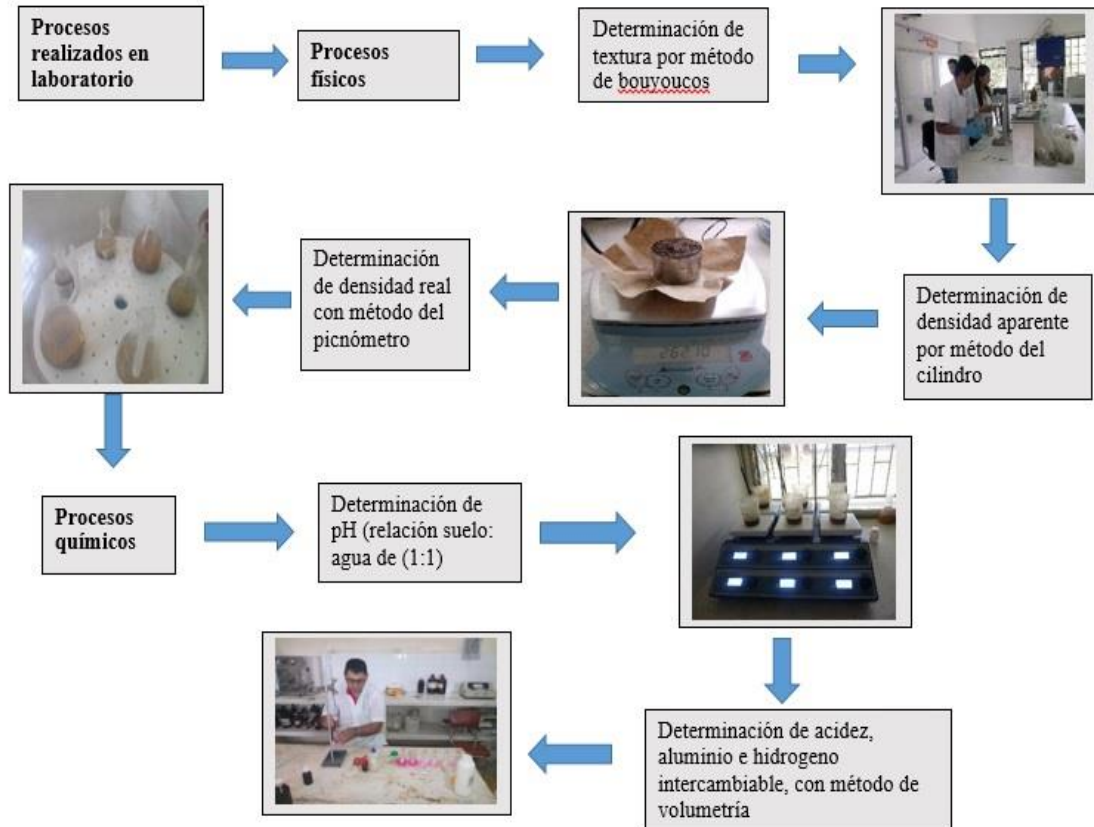 Procesos
realizados en
laboratorio
Procesos
físicos
Determinación de
textura por método
de bouyoucos
Determinación de
densidad aparente
por método del
cilindro
Determinación
de densidad real
con método del
picnómetro
Procesos
químicos
Determinación de
pH (relación suelo:
agua de (1:1)
Determinación de acidez,
aluminio e hidrogeno
intercambiable, con método de
volumetría